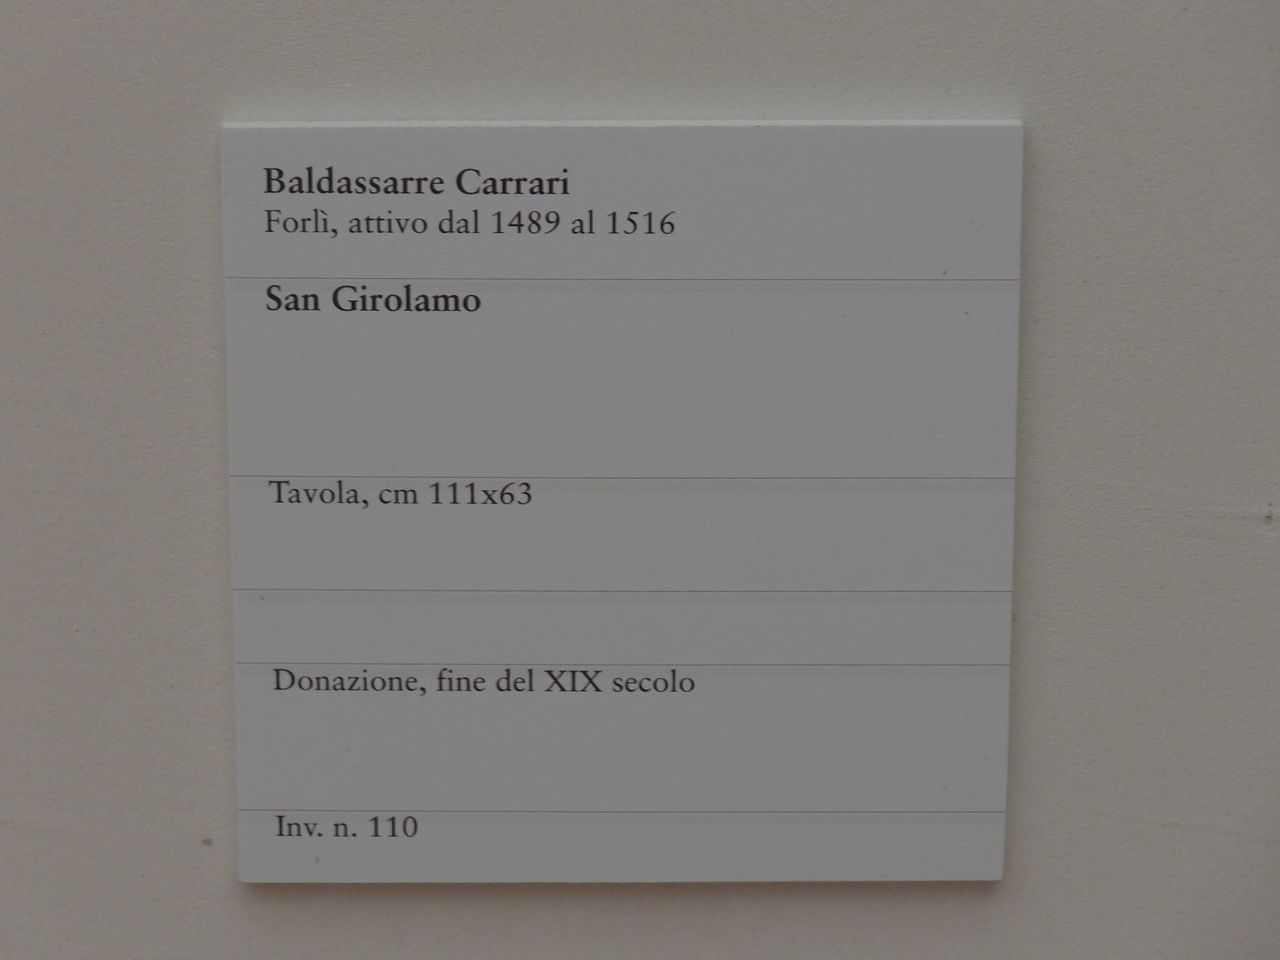 Baldassarre Carrari
Forlì, attivo dal 1489 al 1516
San Girolamo
Tavola, cm 111x63
Donazione, fine del XIX secolo
Inv. n. 110